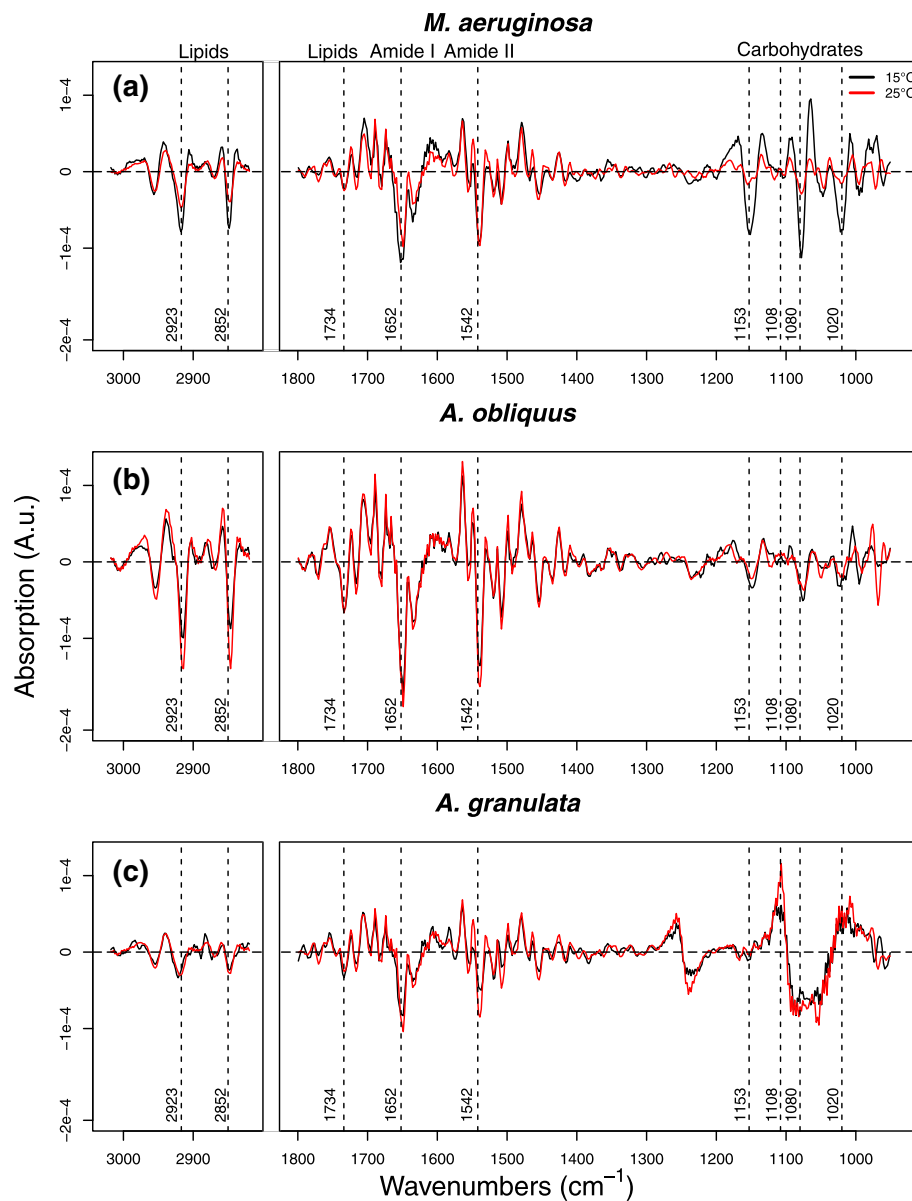 M. aeruginosa
Lipids Lipids Amide I Amide II Carbohydrates
(a)
15°C
25°C
1e-4
0
-1e-4
-2e-4
2923 2852 1734 1652 1542 1153 1108 1080 1020
3000 2900 1800 1700 1600 1500 1400 1300 1200 1100 1000
A. obliquus
(b)
1e-4
0
-1e-4
-2e-4
2923 2852 1734 1652 1542 1153 1108 1080 1020
3000 2900 1800 1700 1600 1500 1400 1300 1200 1100 1000
Absorption (A.u.)
A. granulata
(c)
1e-4
0
-1e-4
-2e-4
2923 2852 1734 1652 1542 1153 1108 1080 1020
3000 2900 1800 1700 1600 1500 1400 1300 1200 1100 1000
Wavenumbers (cm⁻¹)